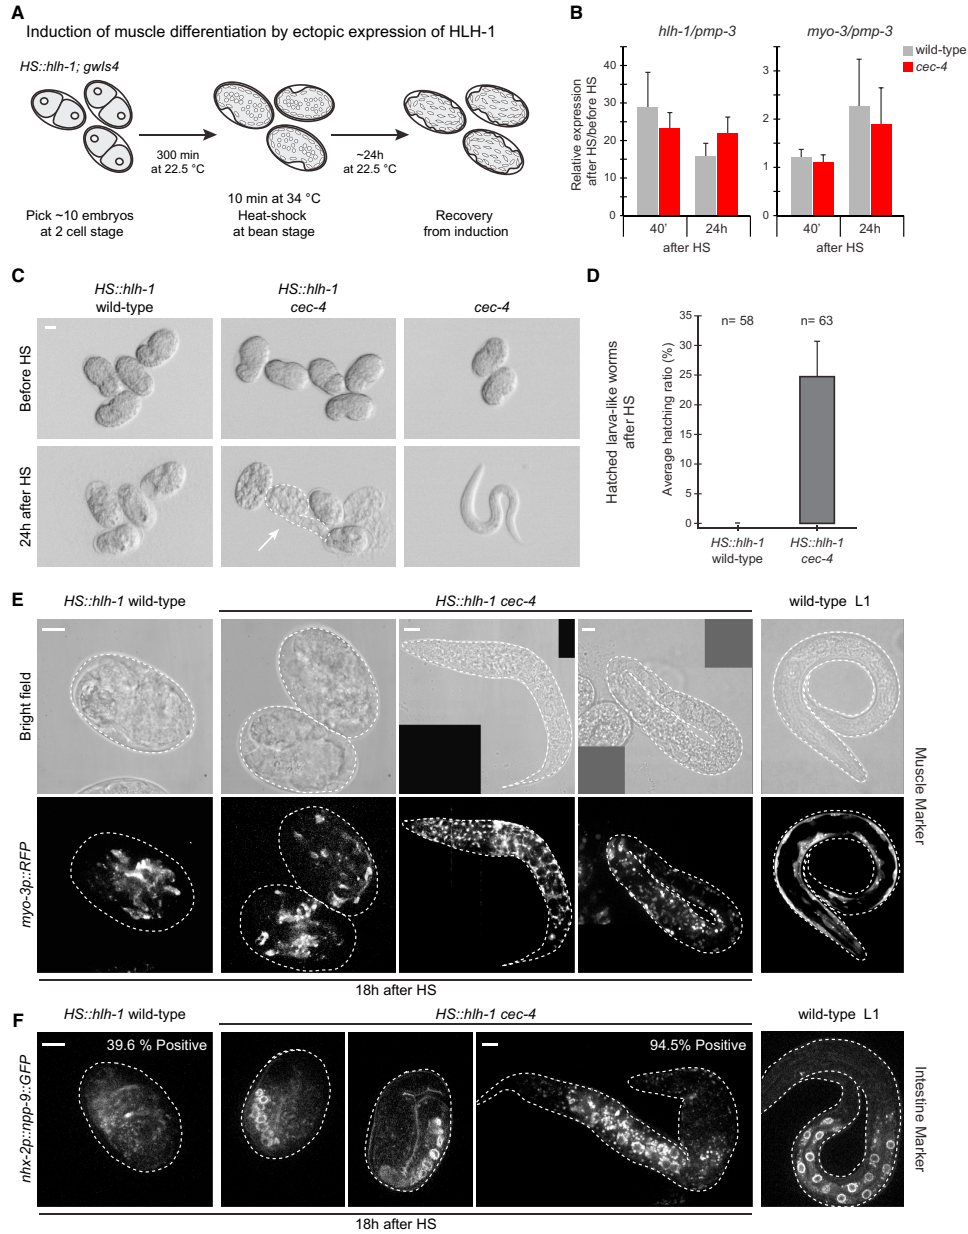 A
Induction of muscle differentiation by ectopic expression of HLH-1
HS::hlh-1; gwIs4
300 min
at 22.5 °C
~24h
at 22.5 °C
Pick ~10 embryos
at 2 cell stage
10 min at 34 °C
Heat-shock
at bean stage
Recovery
from induction
B
hlh-1/pmp-3
myo-3/pmp-3
wild-type
cec-4
Relative expression
after HS/before HS
40
30
20
10
0
3
2
1
0
40'
24h
40'
24h
after HS
after HS
C
HS::hlh-1
wild-type
HS::hlh-1
cec-4
cec-4
Before HS
24h after HS
D
Hatched larva-like worms
after HS
Average hatching ratio (%)
35
30
25
20
15
10
5
0
n= 58
n= 63
HS::hlh-1
wild-type
HS::hlh-1
cec-4
E
HS::hlh-1 wild-type
HS::hlh-1 cec-4
wild-type L1
Bright field
myo-3p::RFP
Muscle Marker
18h after HS
F
HS::hlh-1 wild-type
HS::hlh-1 cec-4
wild-type L1
nhx-2p::npp-9::GFP
39.6 % Positive
94.5% Positive
Intestine Marker
18h after HS